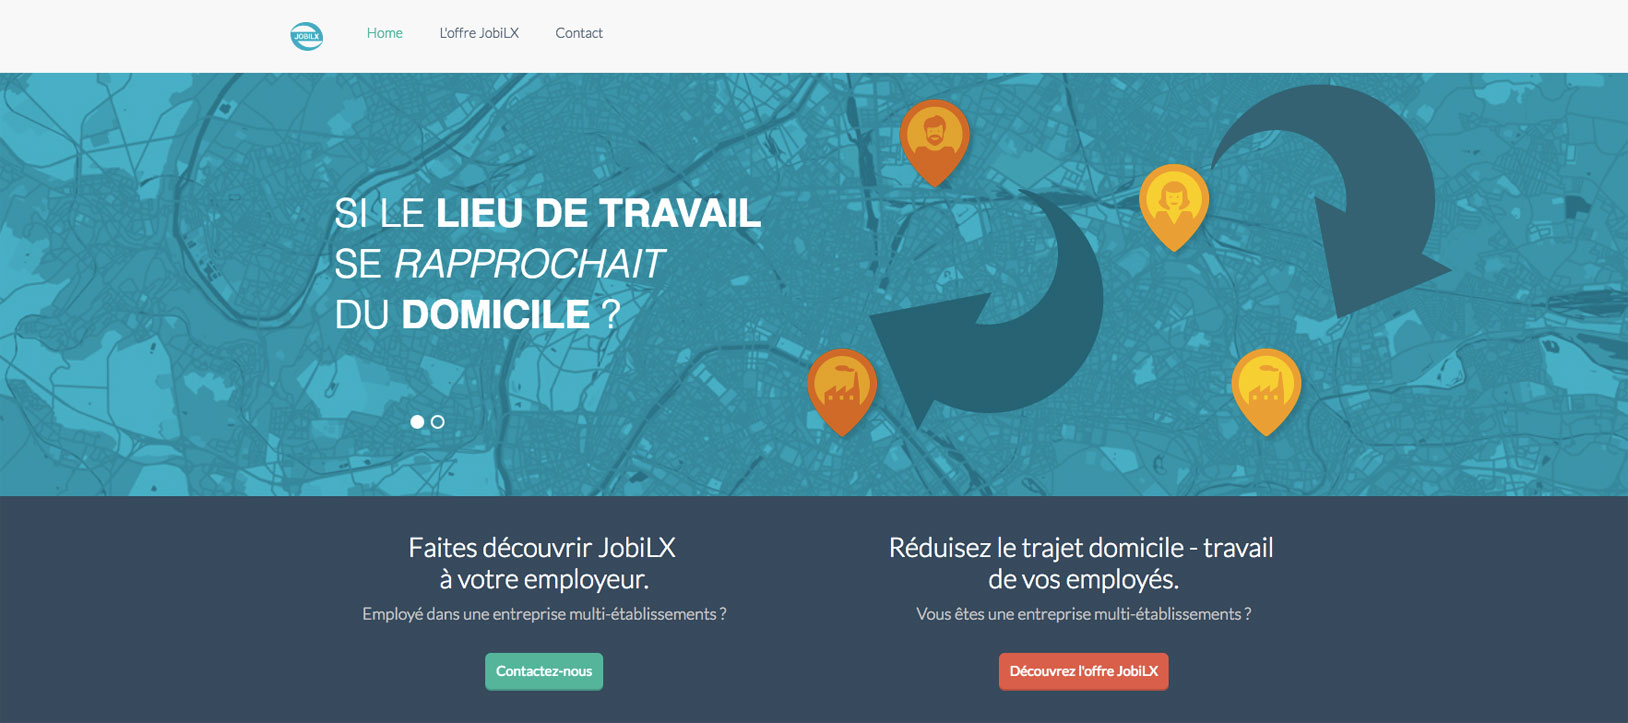 JOBILX
Home
L'offre JobiLX
Contact
SI LE LIEU DE TRAVAIL
SE RAPPROCHAIT
DU DOMICILE ?
Faites découvrir JobiLX
à votre employeur.
Employé dans une entreprise multi-établissements ?
Contactez-nous
Réduisez le trajet domicile - travail
de vos employés.
Vous êtes une entreprise multi-établissements ?
Découvrez l'offre JobiLX